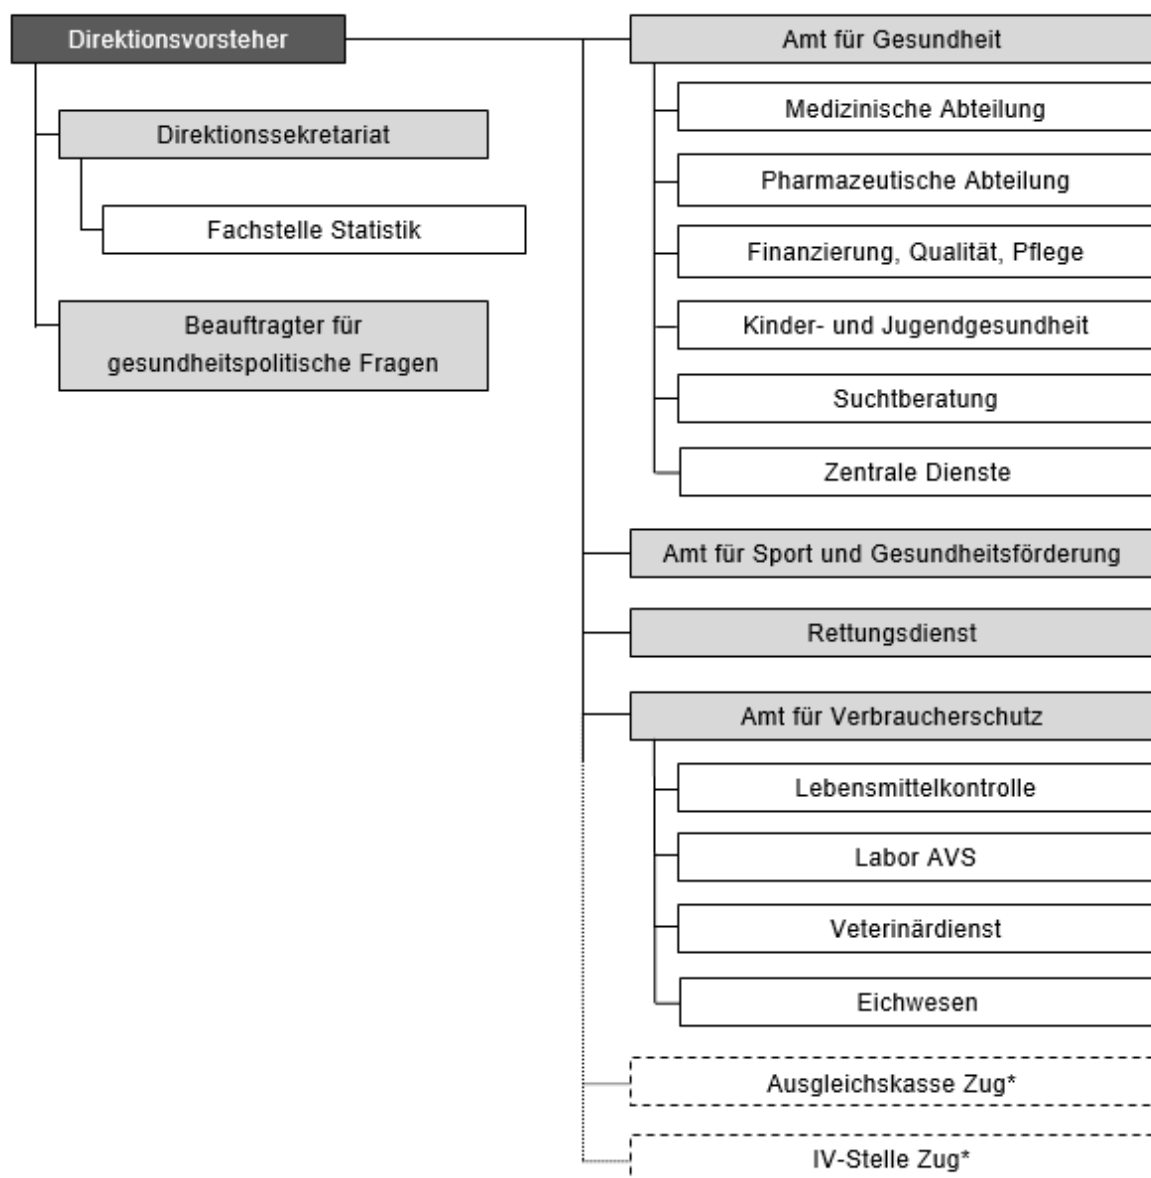 Direktionsvorsteher
Direktionssekretariat
Fachstelle Statistik
Beauftragter für
gesundheitspolitische Fragen
Amt für Gesundheit
Medizinische Abteilung
Pharmazeutische Abteilung
Finanzierung, Qualität, Pflege
Kinder- und Jugendgesundheit
Suchtberatung
Zentrale Dienste
Amt für Sport und Gesundheitsförderung
Rettungsdienst
Amt für Verbraucherschutz
Lebensmittelkontrolle
Labor AVS
Veterinärdienst
Eichwesen
Ausgleichskasse Zug*
IV-Stelle Zug*